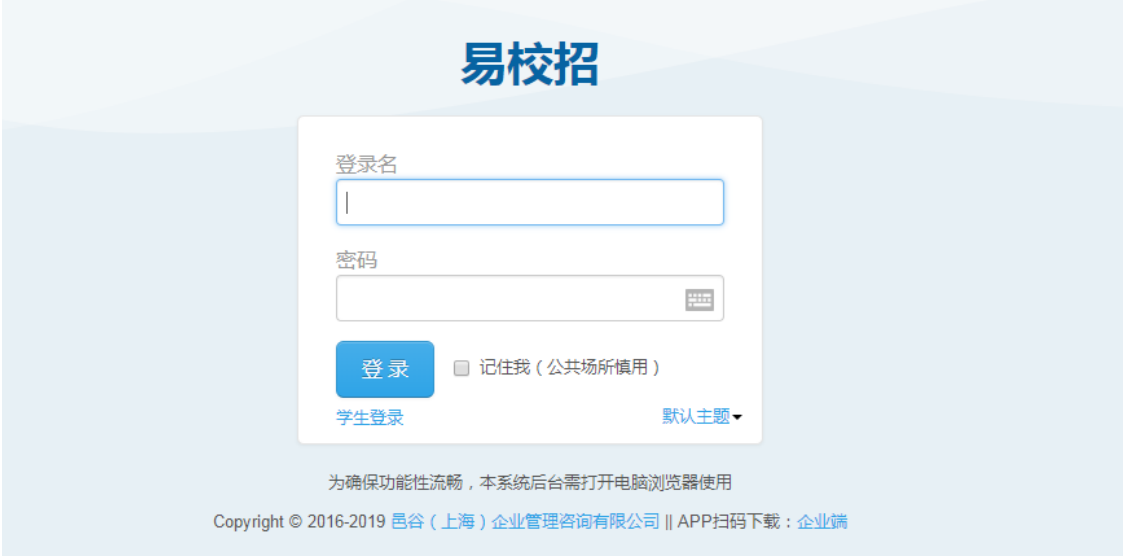 易校招
登录名
密码
登 录 记住我（公共场所慎用）
学生登录 默认主题
为确保功能性流畅，本系统后台需打开电脑浏览器使用
Copyright © 2016-2019 邑谷（上海）企业管理咨询有限公司 || APP扫码下载：企业端